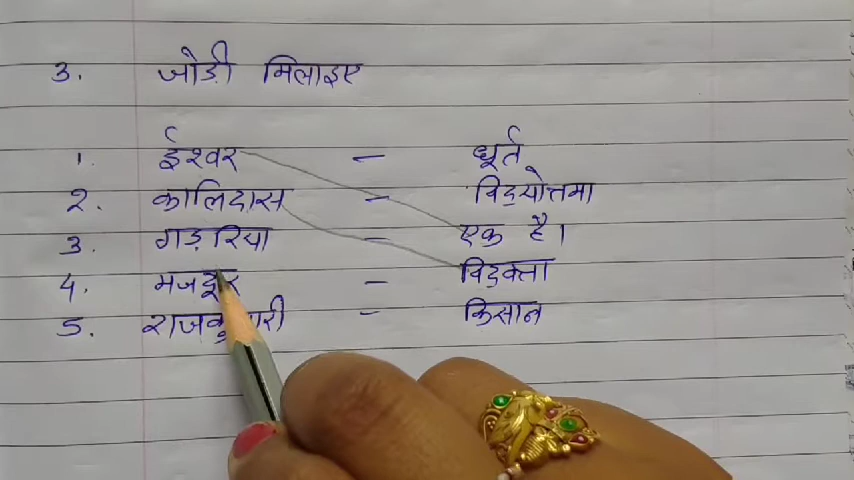 3. जोड़ी मिलाइए
1. ईश्वर — धूर्त
2. कालिदास - विद्योत्तमा
3. गड़रिया - एक है।
4. मजदूर - विद्वता
5. राजकुमारी - किसान